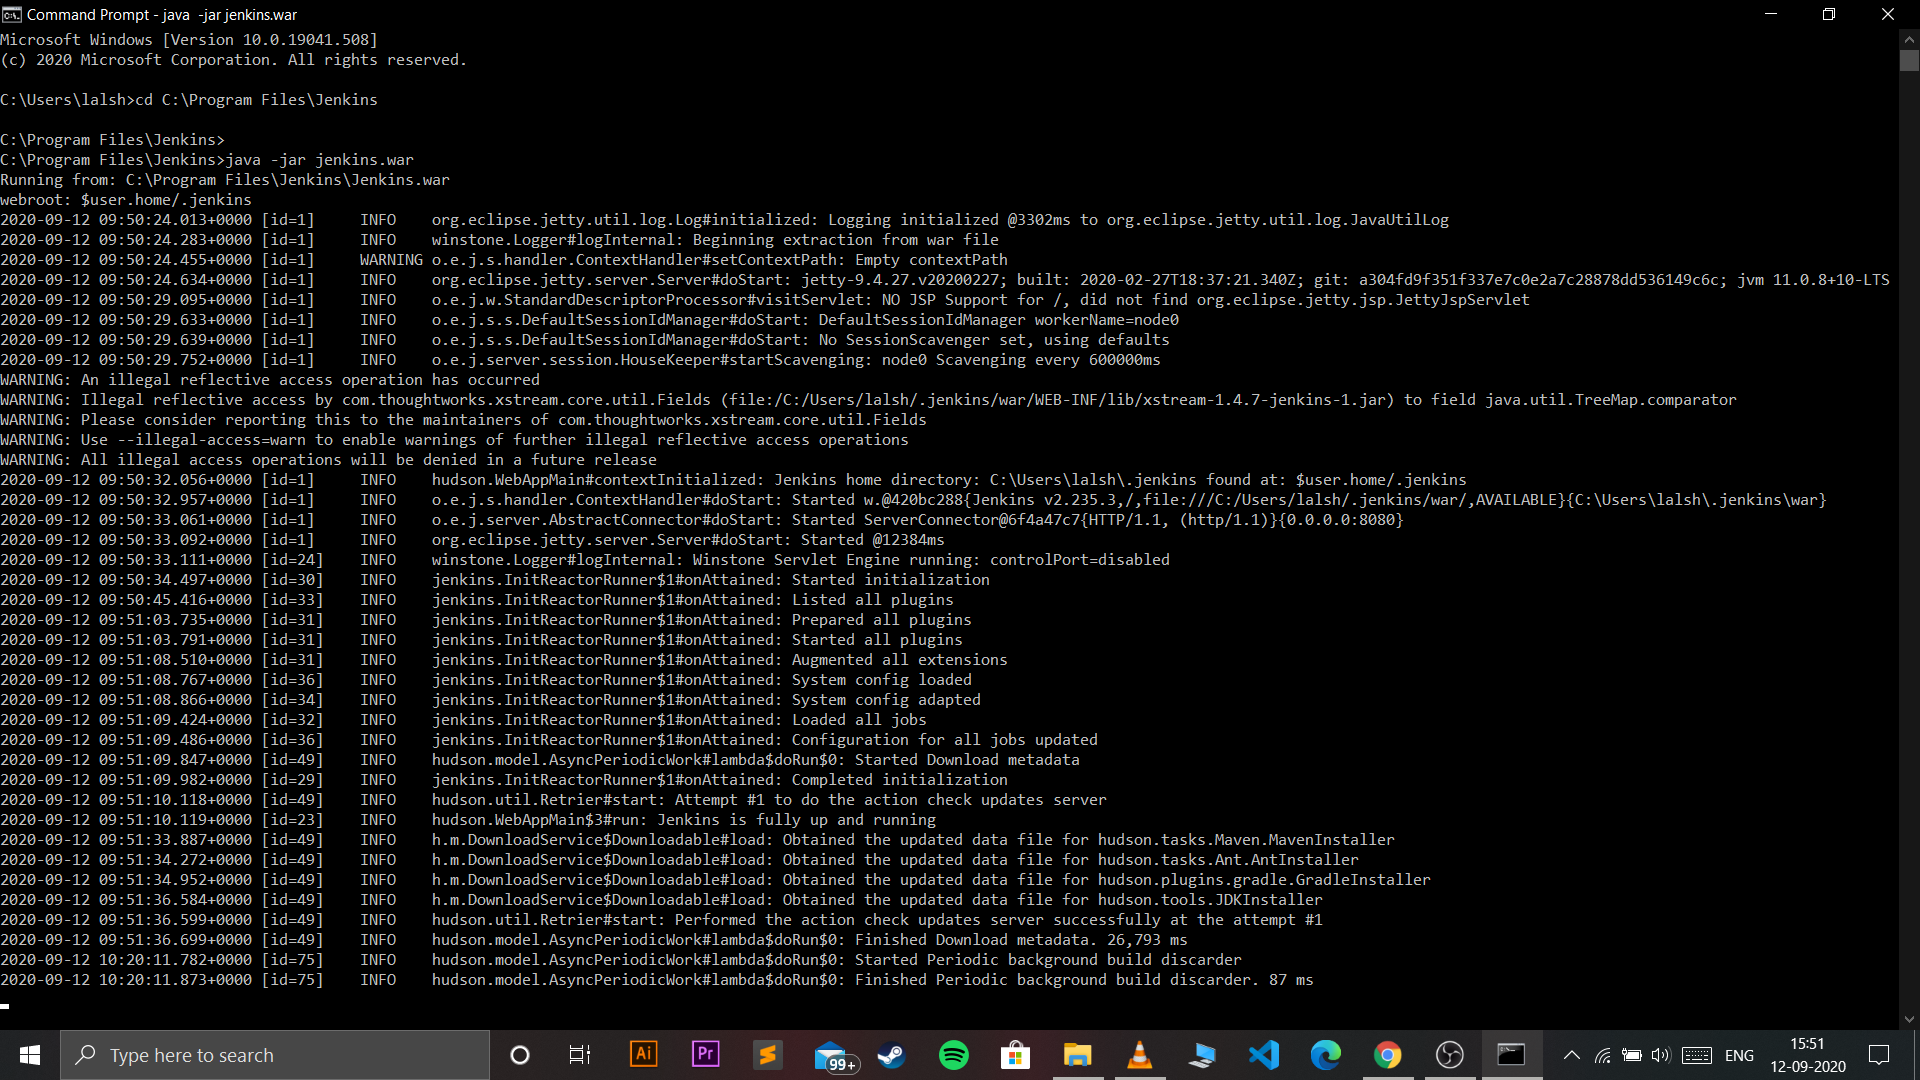 Command Prompt - java  -jar jenkins.war
Microsoft Windows [Version 10.0.19041.508]
(c) 2020 Microsoft Corporation. All rights reserved.
C:\Users\lalsh>cd C:\Program Files\Jenkins
C:\Program Files\Jenkins>
C:\Program Files\Jenkins>java -jar jenkins.war
Running from: C:\Program Files\Jenkins\Jenkins.war
webroot: $user.home/.jenkins
2020-09-12 09:50:24.013+0000 [id=1]     INFO    org.eclipse.jetty.util.log.Log#initialized: Logging initialized @3302ms to org.eclipse.jetty.util.log.JavaUtilLog
2020-09-12 09:50:24.283+0000 [id=1]     INFO    winstone.Logger#logInternal: Beginning extraction from war file
2020-09-12 09:50:24.455+0000 [id=1]     WARNING o.e.j.s.handler.ContextHandler#setContextPath: Empty contextPath
2020-09-12 09:50:24.634+0000 [id=1]     INFO    org.eclipse.jetty.server.Server#doStart: jetty-9.4.27.v20200227; built: 2020-02-27T18:37:21.340Z; git: a304fd9f351f337e7c0e2a7c28878dd536149c6c; jvm 11.0.8+10-LTS
2020-09-12 09:50:29.095+0000 [id=1]     INFO    o.e.j.w.StandardDescriptorProcessor#visitServlet: NO JSP Support for /, did not find org.eclipse.jetty.jsp.JettyJspServlet
2020-09-12 09:50:29.633+0000 [id=1]     INFO    o.e.j.s.s.DefaultSessionIdManager#doStart: DefaultSessionIdManager workerName=node0
2020-09-12 09:50:29.639+0000 [id=1]     INFO    o.e.j.s.s.DefaultSessionIdManager#doStart: No SessionScavenger set, using defaults
2020-09-12 09:50:29.752+0000 [id=1]     INFO    o.e.j.server.session.HouseKeeper#startScavenging: node0 Scavenging every 600000ms
WARNING: An illegal reflective access operation has occurred
WARNING: Illegal reflective access by com.thoughtworks.xstream.core.util.Fields (file:/C:/Users/lalsh/.jenkins/war/WEB-INF/lib/xstream-1.4.7-jenkins-1.jar) to field java.util.TreeMap.comparator
WARNING: Please consider reporting this to the maintainers of com.thoughtworks.xstream.core.util.Fields
WARNING: Use --illegal-access=warn to enable warnings of further illegal reflective access operations
WARNING: All illegal access operations will be denied in a future release
2020-09-12 09:50:32.056+0000 [id=1]     INFO    hudson.WebAppMain#contextInitialized: Jenkins home directory: C:\Users\lalsh\.jenkins found at: $user.home/.jenkins
2020-09-12 09:50:32.957+0000 [id=1]     INFO    o.e.j.s.handler.ContextHandler#doStart: Started w.@420bc288{Jenkins v2.235.3,/,file:///C:/Users/lalsh/.jenkins/war/,AVAILABLE}{C:\Users\lalsh\.jenkins\war}
2020-09-12 09:50:33.061+0000 [id=1]     INFO    o.e.j.server.AbstractConnector#doStart: Started ServerConnector@6f4a47c7{HTTP/1.1, (http/1.1)}{0.0.0.0:8080}
2020-09-12 09:50:33.092+0000 [id=1]     INFO    org.eclipse.jetty.server.Server#doStart: Started @12384ms
2020-09-12 09:50:33.111+0000 [id=24]    INFO    winstone.Logger#logInternal: Winstone Servlet Engine running: controlPort=disabled
2020-09-12 09:50:34.497+0000 [id=30]    INFO    jenkins.InitReactorRunner$1#onAttained: Started initialization
2020-09-12 09:50:45.416+0000 [id=33]    INFO    jenkins.InitReactorRunner$1#onAttained: Listed all plugins
2020-09-12 09:51:03.735+0000 [id=31]    INFO    jenkins.InitReactorRunner$1#onAttained: Prepared all plugins
2020-09-12 09:51:03.791+0000 [id=31]    INFO    jenkins.InitReactorRunner$1#onAttained: Started all plugins
2020-09-12 09:51:08.510+0000 [id=31]    INFO    jenkins.InitReactorRunner$1#onAttained: Augmented all extensions
2020-09-12 09:51:08.767+0000 [id=36]    INFO    jenkins.InitReactorRunner$1#onAttained: System config loaded
2020-09-12 09:51:08.866+0000 [id=34]    INFO    jenkins.InitReactorRunner$1#onAttained: System config adapted
2020-09-12 09:51:09.424+0000 [id=32]    INFO    jenkins.InitReactorRunner$1#onAttained: Loaded all jobs
2020-09-12 09:51:09.486+0000 [id=36]    INFO    jenkins.InitReactorRunner$1#onAttained: Configuration for all jobs updated
2020-09-12 09:51:09.847+0000 [id=49]    INFO    hudson.model.AsyncPeriodicWork#lambda$doRun$0: Started Download metadata
2020-09-12 09:51:09.982+0000 [id=29]    INFO    jenkins.InitReactorRunner$1#onAttained: Completed initialization
2020-09-12 09:51:10.118+0000 [id=49]    INFO    hudson.util.Retrier#start: Attempt #1 to do the action check updates server
2020-09-12 09:51:10.119+0000 [id=23]    INFO    hudson.WebAppMain$3#run: Jenkins is fully up and running
2020-09-12 09:51:33.887+0000 [id=49]    INFO    h.m.DownloadService$Downloadable#load: Obtained the updated data file for hudson.tasks.Maven.MavenInstaller
2020-09-12 09:51:34.272+0000 [id=49]    INFO    h.m.DownloadService$Downloadable#load: Obtained the updated data file for hudson.tasks.Ant.AntInstaller
2020-09-12 09:51:34.952+0000 [id=49]    INFO    h.m.DownloadService$Downloadable#load: Obtained the updated data file for hudson.plugins.gradle.GradleInstaller
2020-09-12 09:51:36.584+0000 [id=49]    INFO    h.m.DownloadService$Downloadable#load: Obtained the updated data file for hudson.tools.JDKInstaller
2020-09-12 09:51:36.599+0000 [id=49]    INFO    hudson.util.Retrier#start: Performed the action check updates server successfully at the attempt #1
2020-09-12 09:51:36.699+0000 [id=49]    INFO    hudson.model.AsyncPeriodicWork#lambda$doRun$0: Finished Download metadata. 26,793 ms
2020-09-12 10:20:11.782+0000 [id=75]    INFO    hudson.model.AsyncPeriodicWork#lambda$doRun$0: Started Periodic background build discarder
2020-09-12 10:20:11.873+0000 [id=75]    INFO    hudson.model.AsyncPeriodicWork#lambda$doRun$0: Finished Periodic background build discarder. 87 ms
Type here to search
Ai
Pr
99+
ENG
15:51
12-09-2020